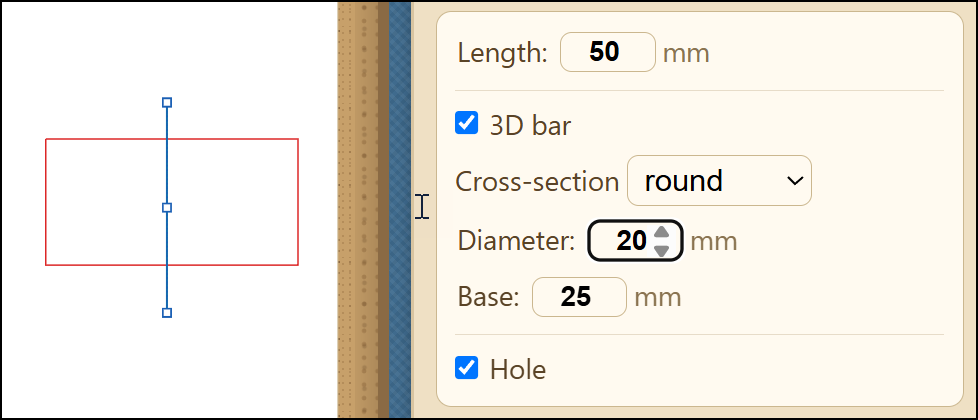 Length: 50 mm
3D bar
Cross-section round
Diameter: 20 mm
Base: 25 mm
Hole